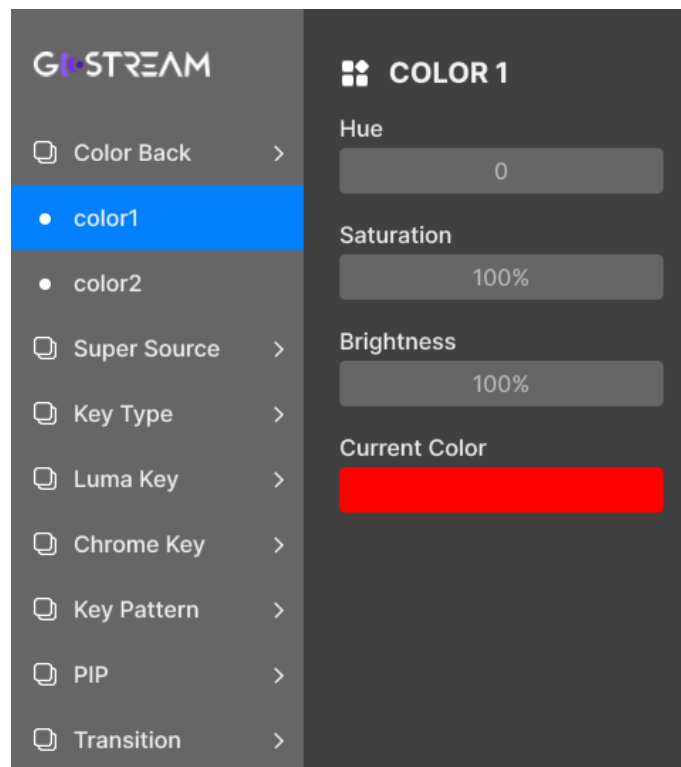 GOSTREAM
Color Back
color1
color2
Super Source
Key Type
Luma Key
Chrome Key
Key Pattern
PIP
Transition
COLOR 1
Hue
0
Saturation
100%
Brightness
100%
Current Color